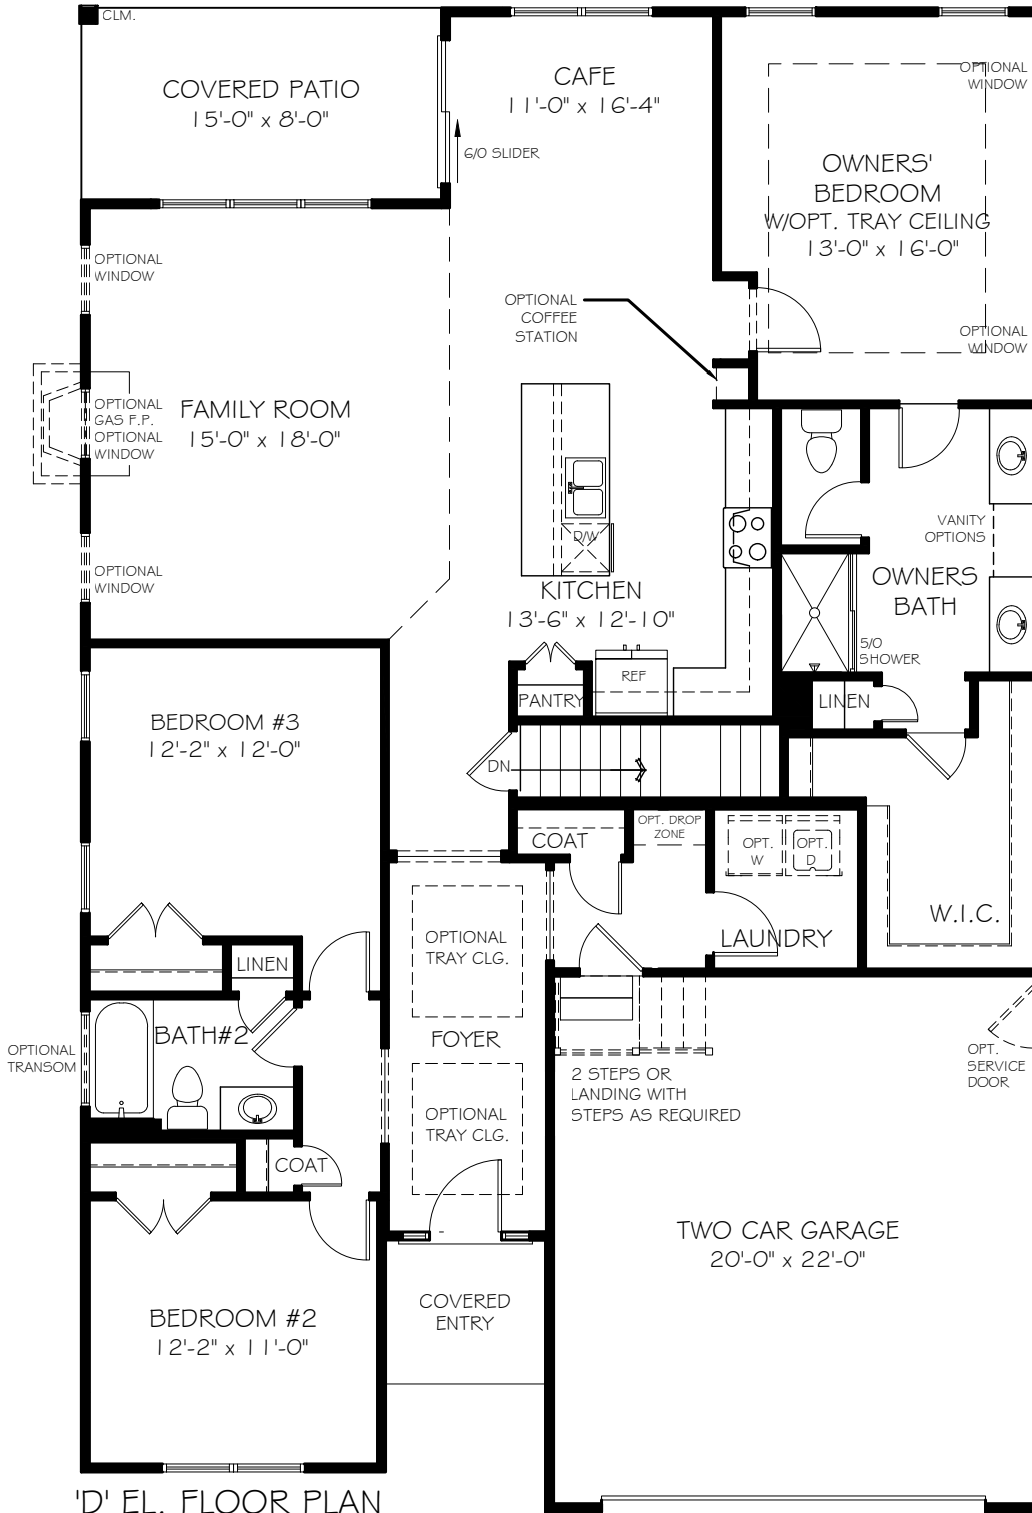 CLM.
COVERED PATIO
15'-0" x 8'-0"
CAFE
11'-0" x 16'-4"
6/0 SLIDER
OPTIONAL
WINDOW
OWNERS'
BEDROOM
W/OPT. TRAY CEILING
13'-0" x 16'-0"
OPTIONAL
WINDOW
OPTIONAL
COFFEE
STATION
OPTIONAL
WINDOW
OPTIONAL
GAS F.P.
OPTIONAL
WINDOW
FAMILY ROOM
15'-0" x 18'-0"
OPTIONAL
WINDOW
D/W
KITCHEN
13'-6" x 12'-10"
VANITY
OPTIONS
OWNERS
BATH
5/0
SHOWER
REF
PANTRY
LINEN
BEDROOM #3
12'-2" x 12'-0"
DN
COAT
OPT. DROP
ZONE
OPT.
W
OPT.
D
LAUNDRY
W.I.C.
OPTIONAL
TRAY CLG.
LINEN
BATH#2
FOYER
OPTIONAL
TRANSOM
2 STEPS OR
LANDING WITH
STEPS AS REQUIRED
OPT.
SERVICE
DOOR
OPTIONAL
TRAY CLG.
COAT
TWO CAR GARAGE
20'-0" x 22'-0"
COVERED
ENTRY
BEDROOM #2
12'-2" x 11'-0"
'D' EL. FLOOR PLAN